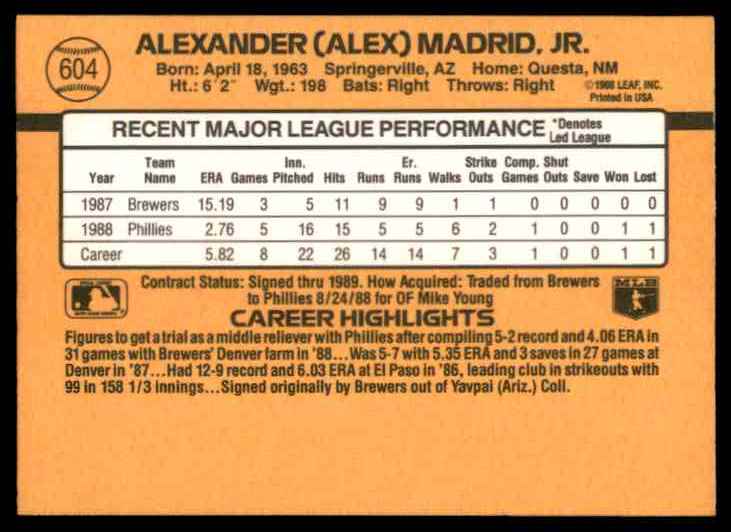 604
ALEXANDER (ALEX) MADRID, JR.
Born: April 18, 1963 Springerville, AZ Home: Questa, NM
Ht.: 6´2" Wgt.: 198 Bats: Right Throws: Right
©1988 LEAF, INC.
Printed in USA
RECENT MAJOR LEAGUE PERFORMANCE *Denotes Led League
Year Team Name ERA Games Inn. Pitched Hits Runs Er. Runs Walks Strike Outs Comp. Games Shut Outs Save Won Lost
1987 Brewers 15.19 3 5 11 9 9 1 1 0 0 0 0 0
1988 Phillies 2.76 5 16 15 5 5 6 2 1 0 0 1 1
Career 5.82 8 22 26 14 14 7 3 1 0 0 1 1
Contract Status: Signed thru 1989. How Acquired: Traded from Brewers
to Phillies 8/24/88 for OF Mike Young
MLB
CAREER HIGHLIGHTS
Figures to get a trial as a middle reliever with Phillies after compiling 5-2 record and 4.06 ERA in
31 games with Brewers' Denver farm in '88...Was 5-7 with 5.35 ERA and 3 saves in 27 games at
Denver in '87...Had 12-9 record and 6.03 ERA at El Paso in '86, leading club in strikeouts with
99 in 158 1/3 innings...Signed originally by Brewers out of Yavpai (Ariz.) Coll.